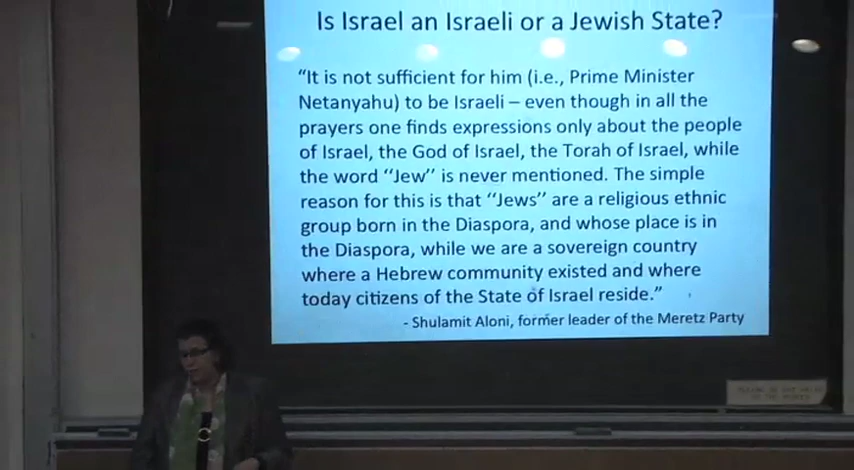 Is Israel an Israeli or a Jewish State?
“It is not sufficient for him (i.e., Prime Minister
Netanyahu) to be Israeli – even though in all the
prayers one finds expressions only about the people
of Israel, the God of Israel, the Torah of Israel, while
the word “Jew” is never mentioned. The simple
reason for this is that “Jews” are a religious ethnic
group born in the Diaspora, and whose place is in
the Diaspora, while we are a sovereign country
where a Hebrew community existed and where
today citizens of the State of Israel reside.”
- Shulamit Aloni, former leader of the Meretz Party